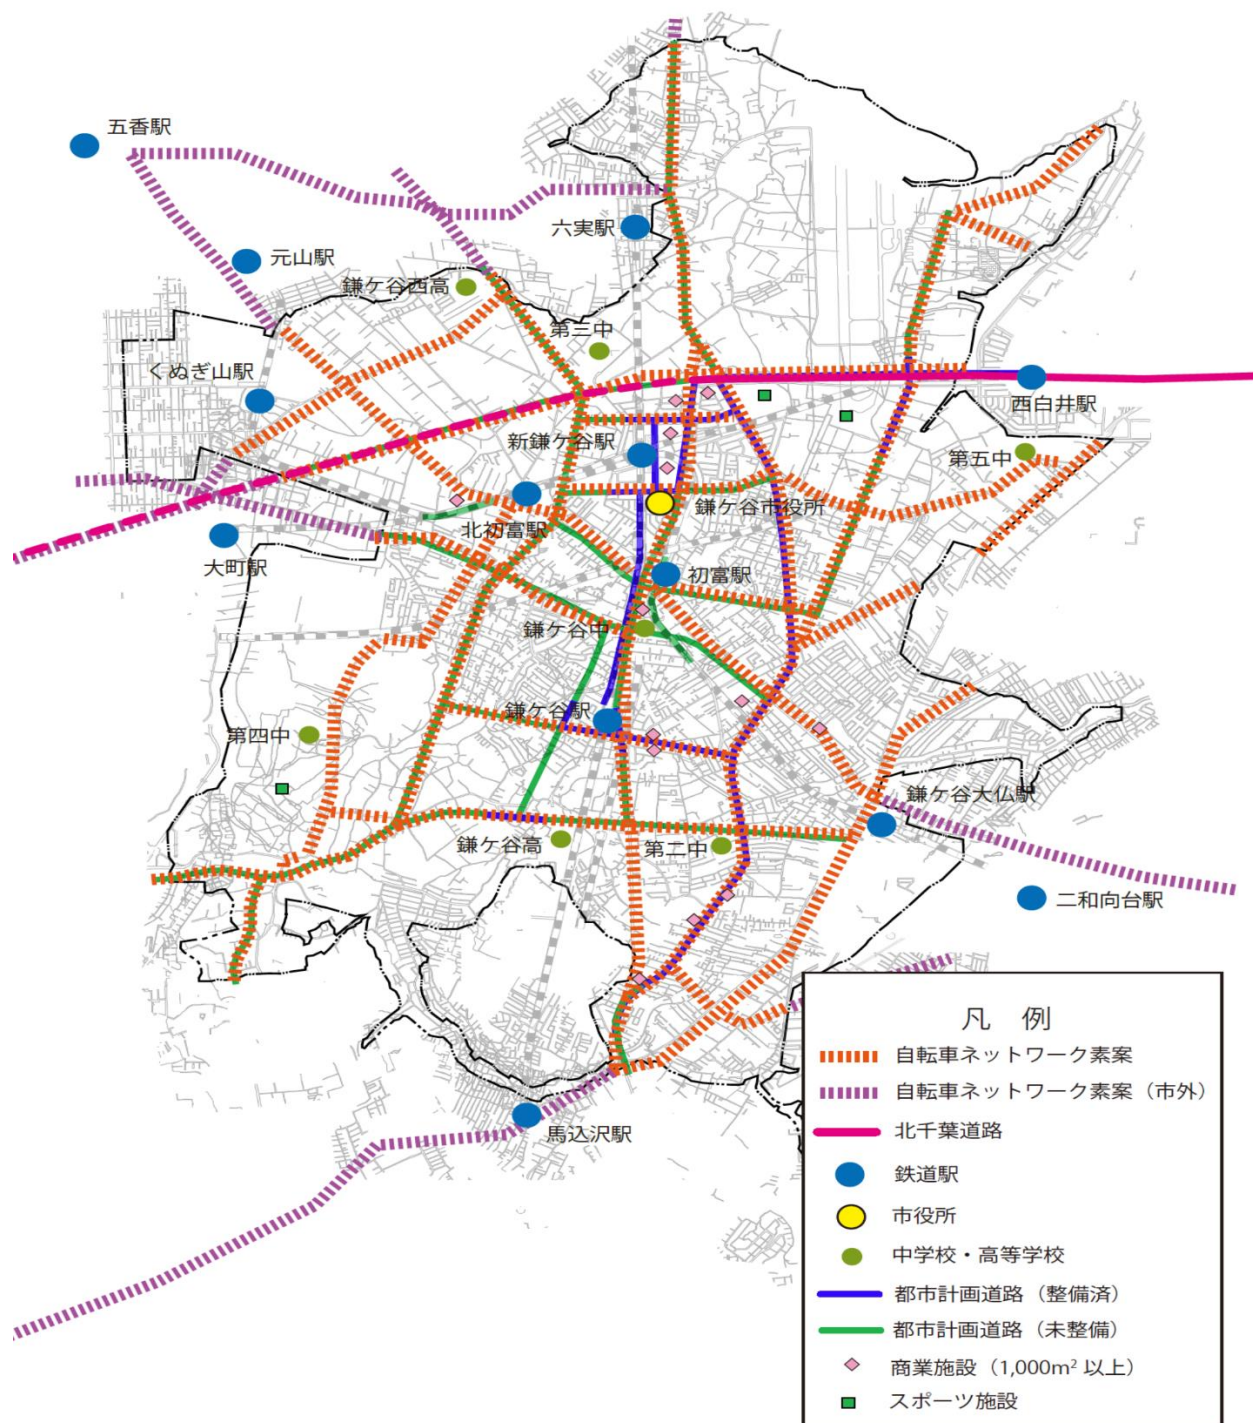 五香駅
六実駅
元山駅
鎌ケ谷西高
第三中
くぬぎ山駅
西白井駅
新鎌ケ谷駅
第五中
鎌ケ谷市役所
北初富駅
大町駅
初富駅
鎌ケ谷中
鎌ケ谷駅
第四中
鎌ケ谷大仏駅
鎌ケ谷高
第二中
二和向台駅
馬込沢駅
凡 例
自転車ネットワーク素案
自転車ネットワーク素案（市外）
北千葉道路
鉄道駅
市役所
中学校・高等学校
都市計画道路（整備済）
都市計画道路（未整備）
商業施設（1,000m² 以上）
スポーツ施設